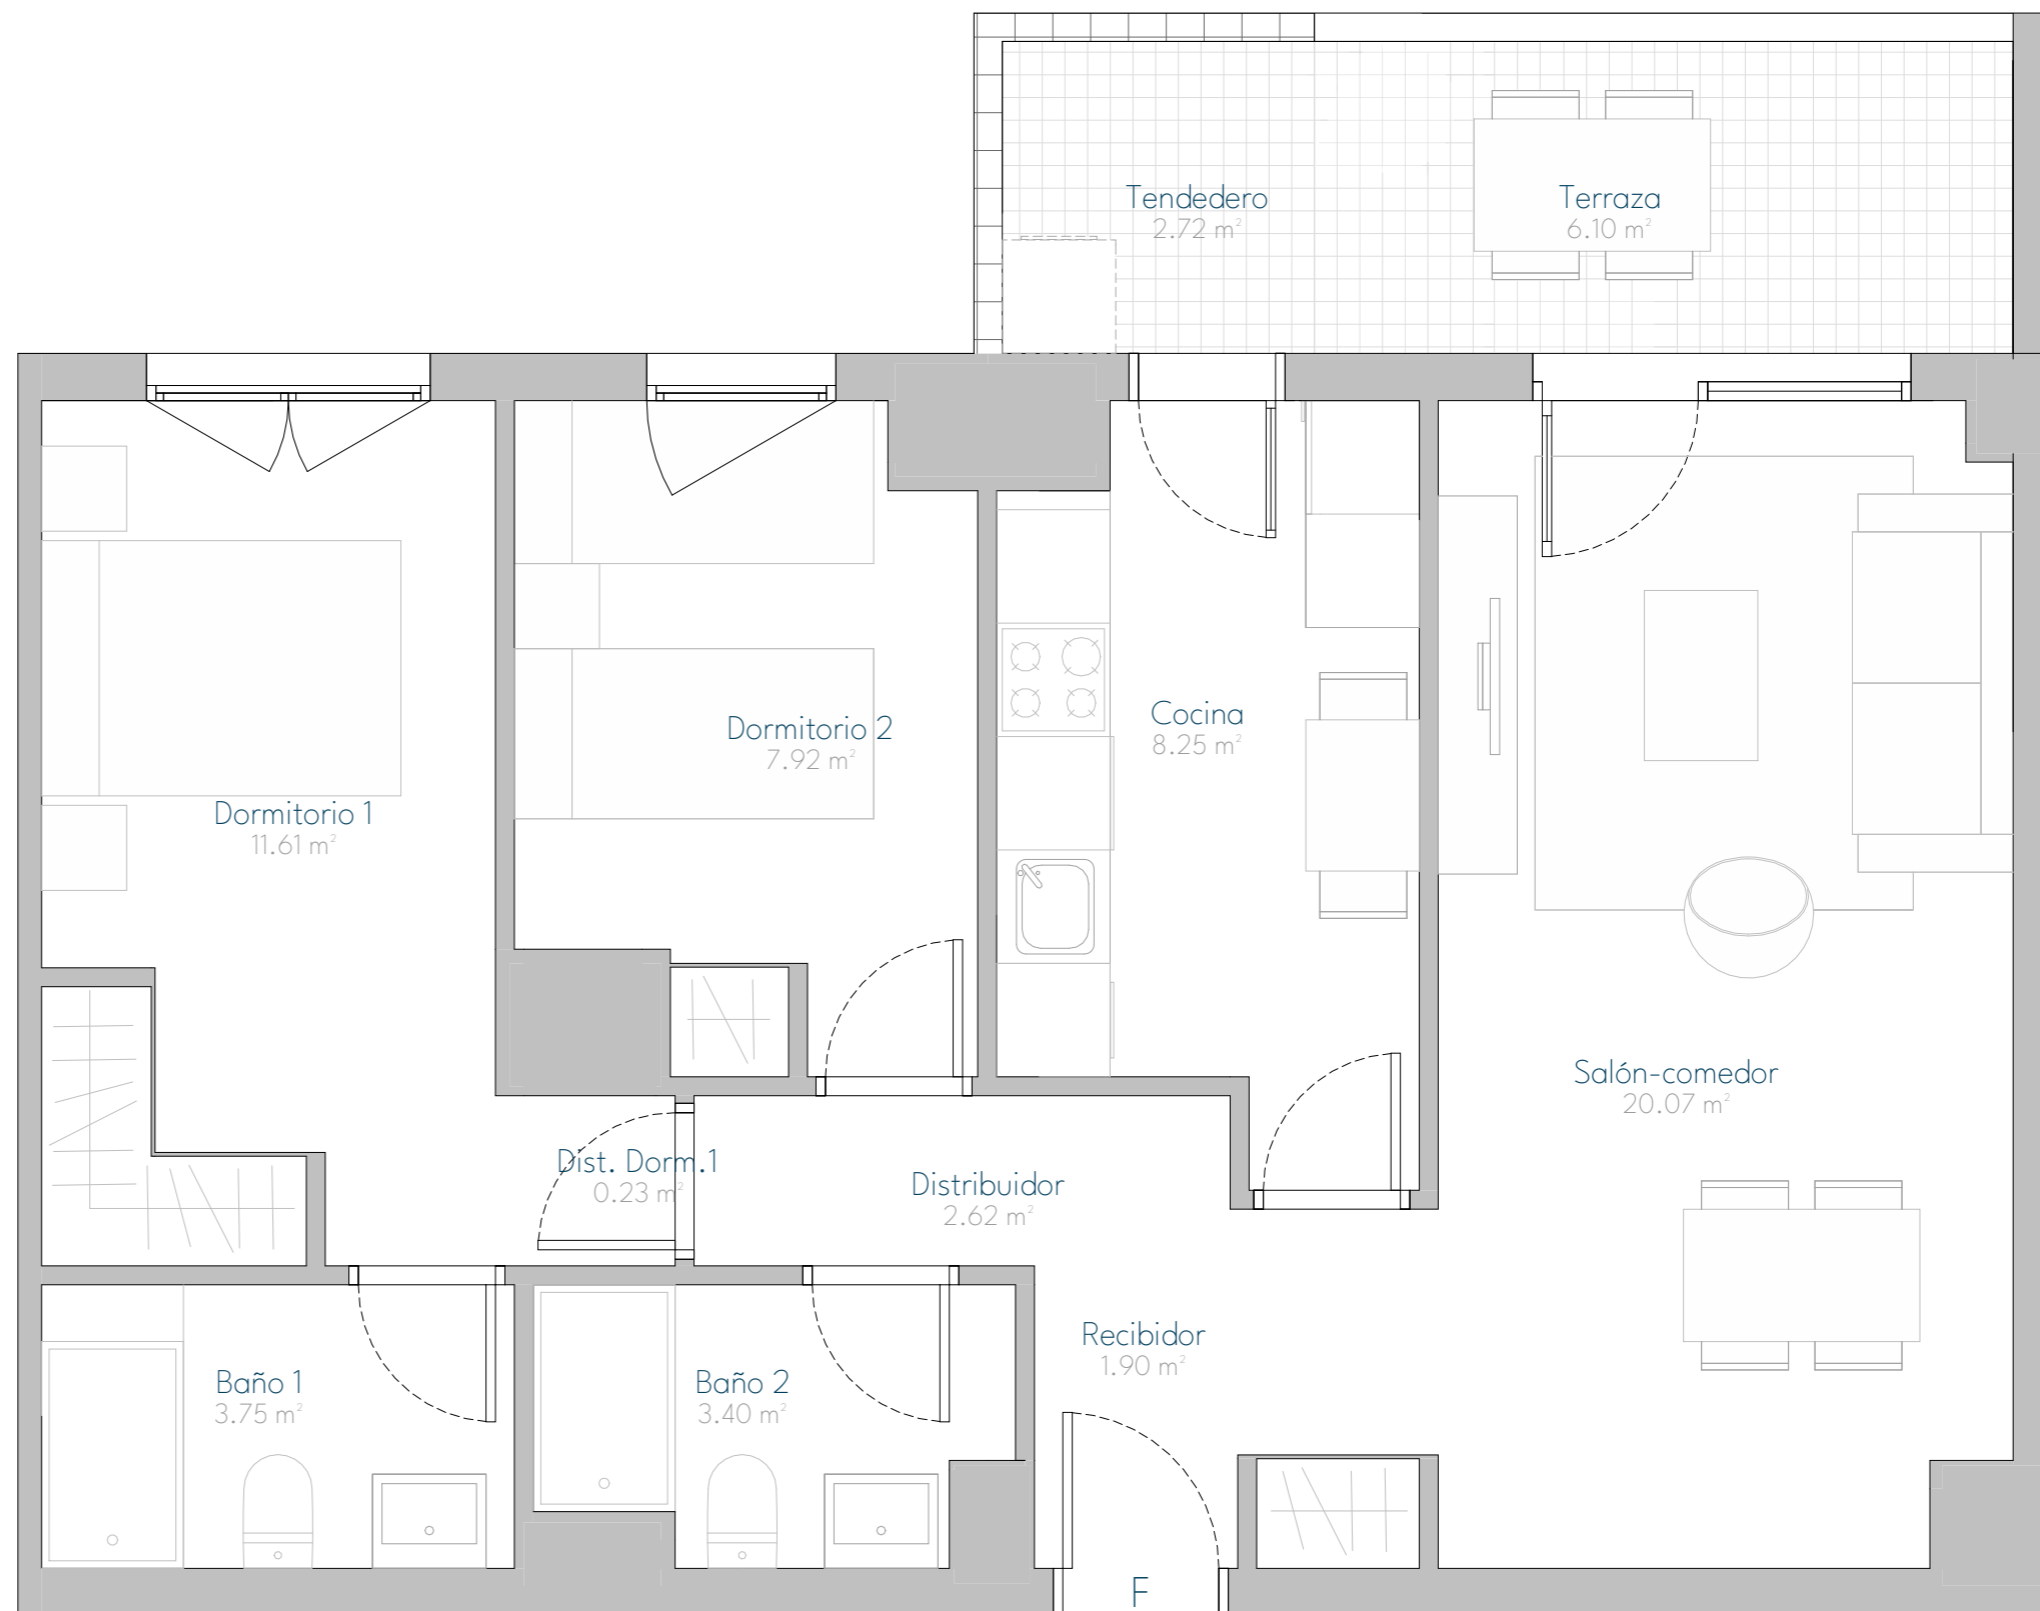 Tendedero
2.72 m²
Terraza
6.10 m²
Dormitorio 2
7.92 m²
Cocina
8.25 m²
Dormitorio 1
11.61 m²
Salón-comedor
20.07 m²
Dist. Dorm.1
0.23 m²
Distribuidor
2.62 m²
Recibidor
1.90 m²
Baño 1
3.75 m²
Baño 2
3.40 m²
F